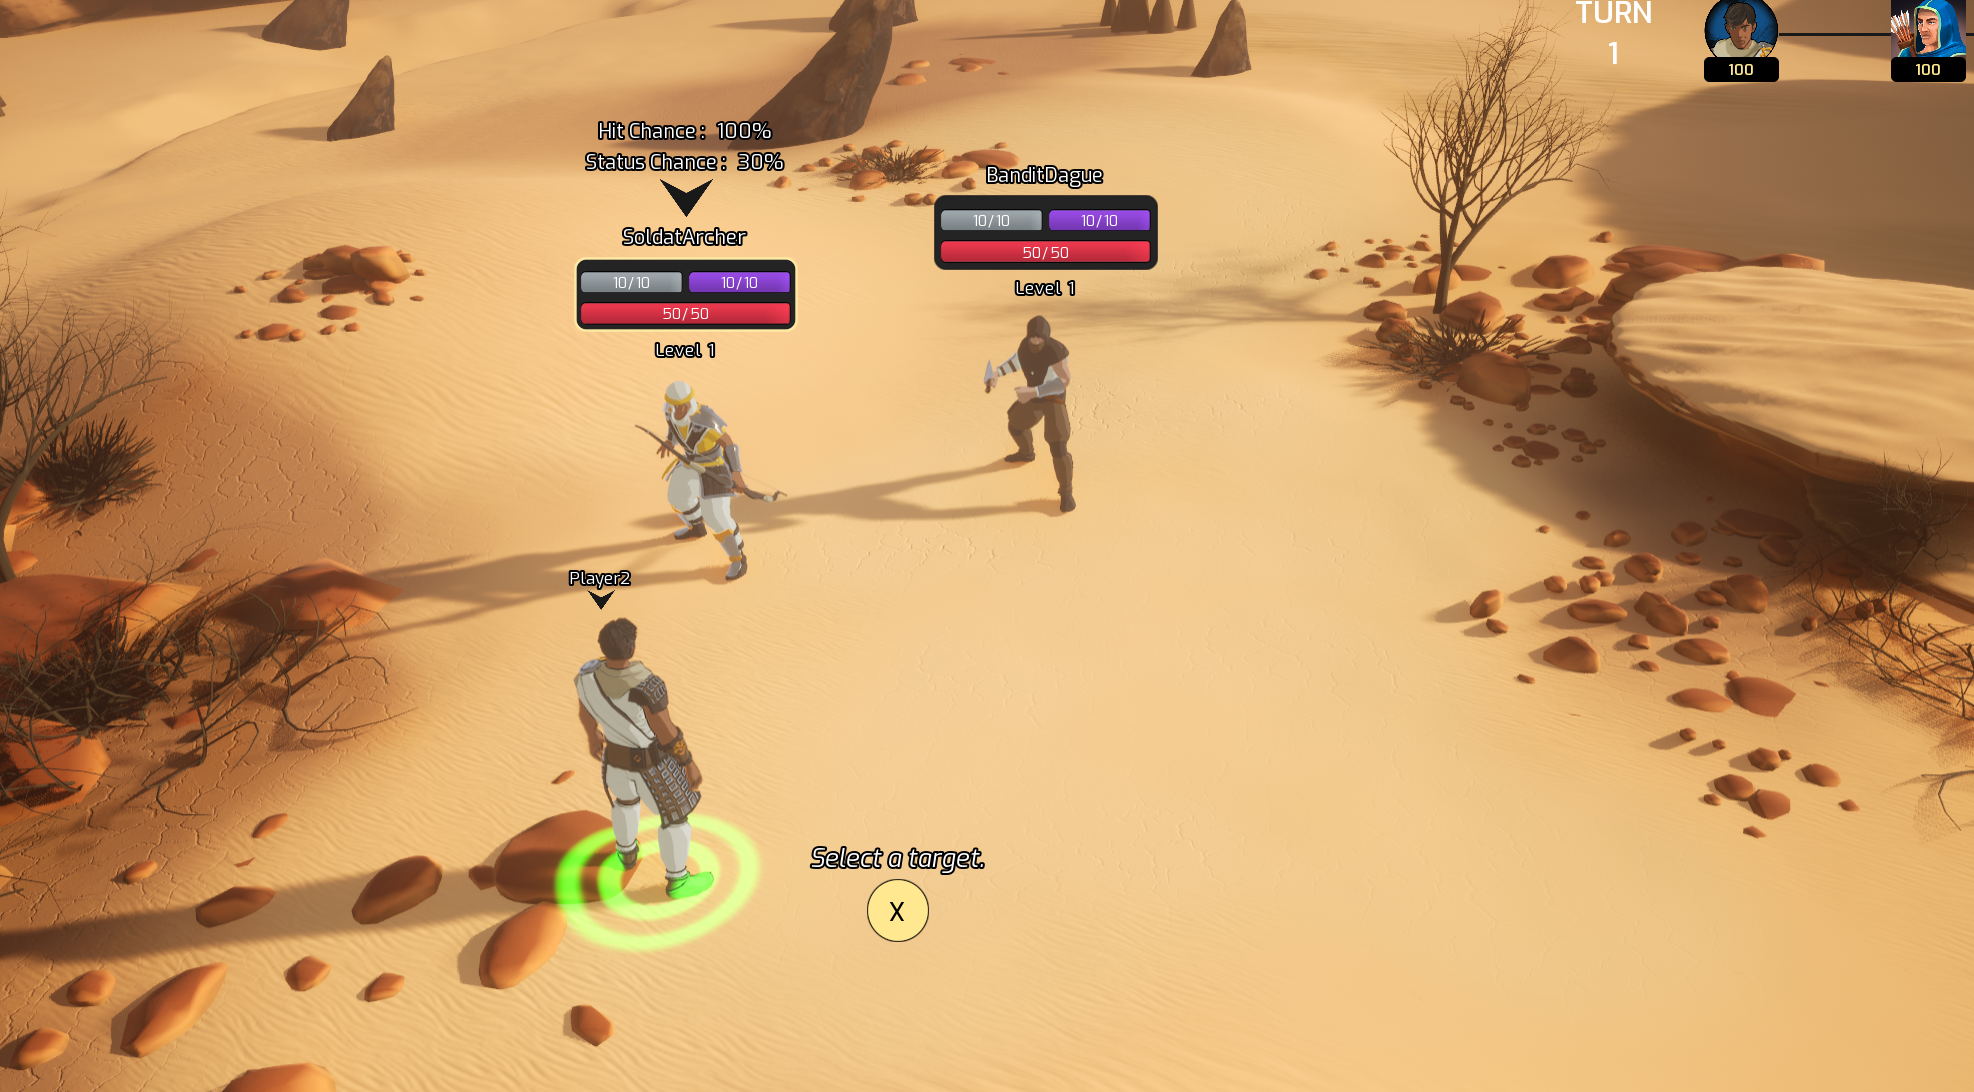 TURN
1
100
100
Hit Chance : 100%
Status Chance : 30%
SoldatArcher
10/10
10/10
50/50
Level 1
BanditDague
10/10
10/10
50/50
Level 1
Player2
Select a target.
X